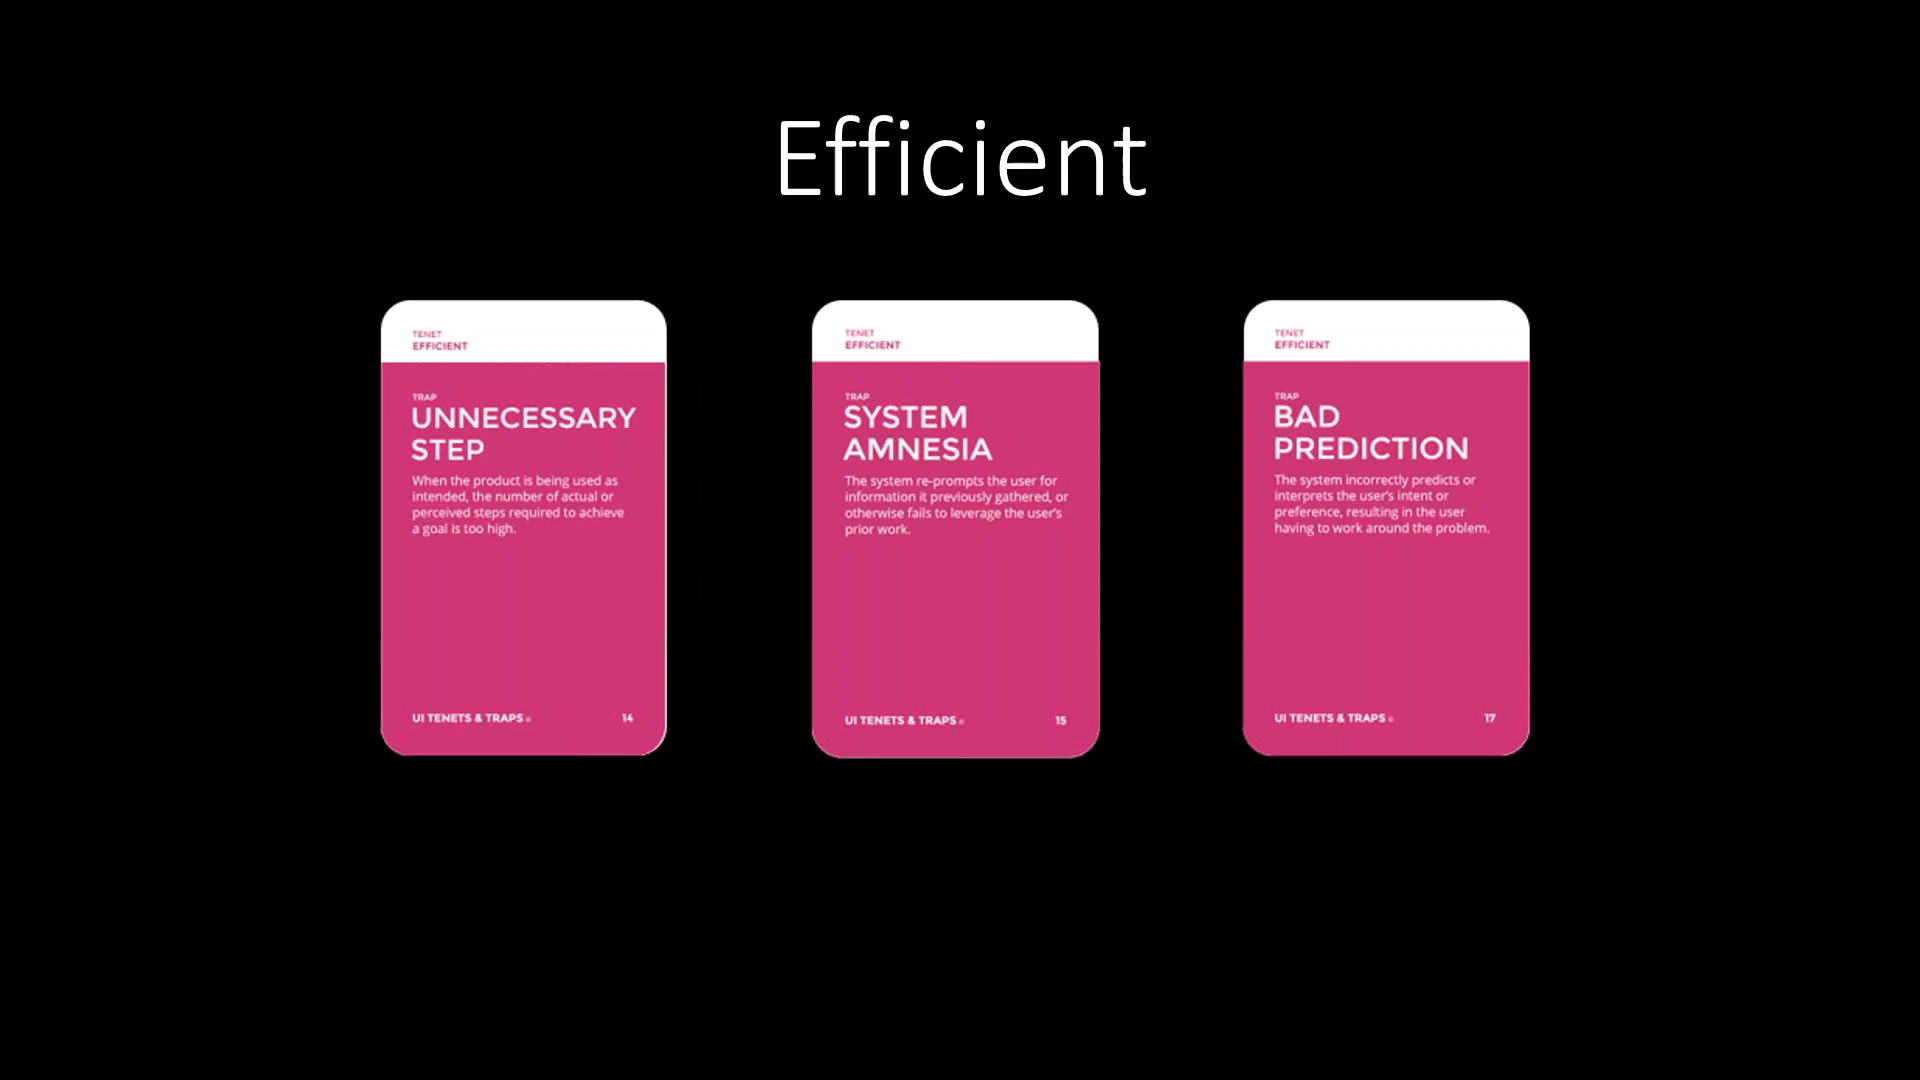 Efficient
TENET
EFFICIENT
TRAP
UNNECESSARY
STEP
When the product is being used as
intended, the number of actual or
perceived steps required to achieve
a goal is too high.
UI TENETS & TRAPS © 14
TENET
EFFICIENT
TRAP
SYSTEM
AMNESIA
The system re-prompts the user for
information it previously gathered, or
otherwise fails to leverage the user's
prior work.
UI TENETS & TRAPS © 15
TENET
EFFICIENT
TRAP
BAD
PREDICTION
The system incorrectly predicts or
interprets the user's intent or
preference, resulting in the user
having to work around the problem.
UI TENETS & TRAPS © 17